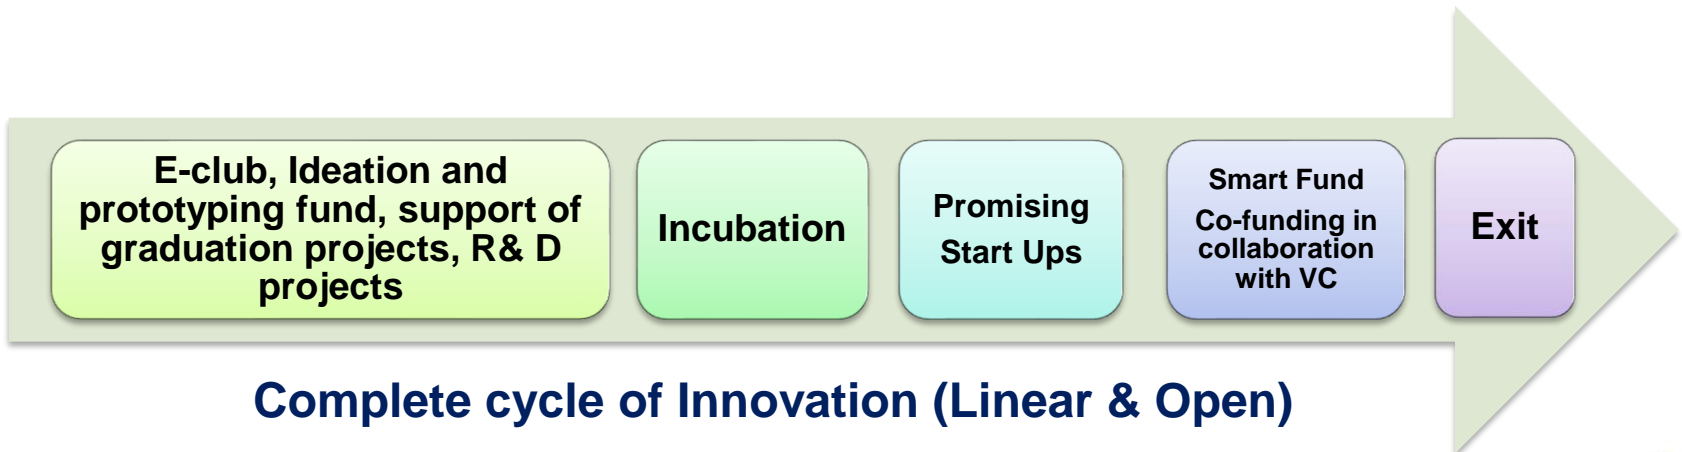 E-club, Ideation and
prototyping fund, support of
graduation projects, R& D
projects
Incubation
Promising
Start Ups
Smart Fund
Co-funding in
collaboration
with VC
Exit
Complete cycle of Innovation (Linear & Open)